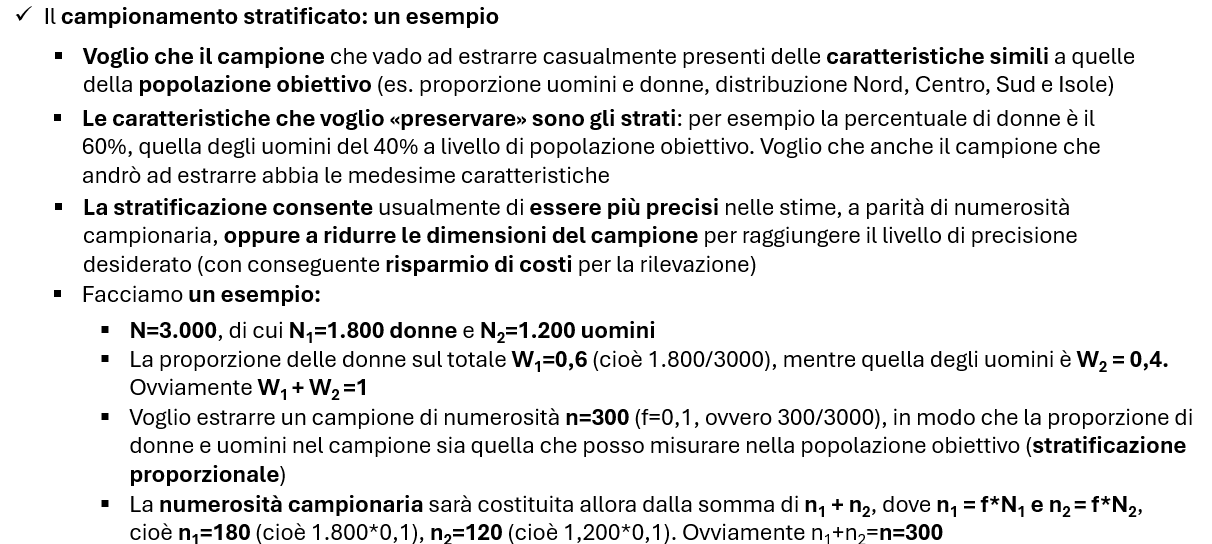 ✓ Il campionamento stratificato: un esempio
▪ Voglio che il campione che vado ad estrarre casualmente presenti delle caratteristiche simili a quelle
della popolazione obiettivo (es. proporzione uomini e donne, distribuzione Nord, Centro, Sud e Isole)
▪ Le caratteristiche che voglio «preservare» sono gli strati: per esempio la percentuale di donne è il
60%, quella degli uomini del 40% a livello di popolazione obiettivo. Voglio che anche il campione che
andrò ad estrarre abbia le medesime caratteristiche
▪ La stratificazione consente usualmente di essere più precisi nelle stime, a parità di numerosità
campionaria, oppure a ridurre le dimensioni del campione per raggiungere il livello di precisione
desiderato (con conseguente risparmio di costi per la rilevazione)
▪ Facciamo un esempio:
▪ N=3.000, di cui N₁=1.800 donne e N₂=1.200 uomini
▪ La proporzione delle donne sul totale W₁=0,6 (cioè 1.800/3000), mentre quella degli uomini è W₂ = 0,4.
Ovviamente W₁ + W₂ =1
▪ Voglio estrarre un campione di numerosità n=300 (f=0,1, ovvero 300/3000), in modo che la proporzione di
donne e uomini nel campione sia quella che posso misurare nella popolazione obiettivo (stratificazione
proporzionale)
▪ La numerosità campionaria sarà costituita allora dalla somma di n₁ + n₂, dove n₁ = f*N₁ e n₂ = f*N₂,
cioè n₁=180 (cioè 1.800*0,1), n₂=120 (cioè 1,200*0,1). Ovviamente n₁+n₂=n=300